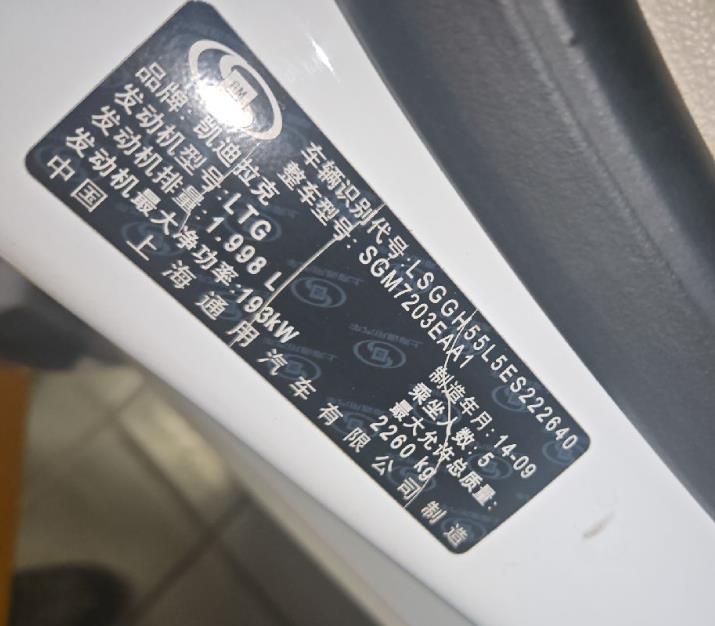 车辆识别代号:LSGGH55L5ES222640
品牌:凯迪拉克 整车型号:SGM7203EAA1
发动机型号:LTG 制造年月:14-09
发动机排量:1.998 L 乘坐人数:5
发动机最大净功率:193kW 最大允许总质量:
2260 kg
中国 上海通用汽车有限公司制造